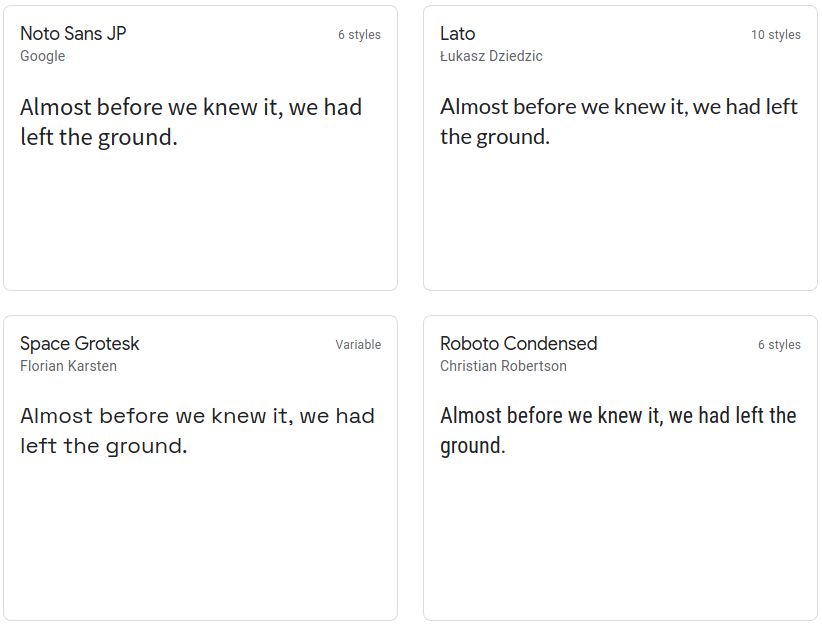 Noto Sans JP
6 styles
Google
Almost before we knew it, we had
left the ground.
Lato
10 styles
Łukasz Dziedzic
Almost before we knew it, we had left
the ground.
Space Grotesk
Variable
Florian Karsten
Almost before we knew it, we had
left the ground.
Roboto Condensed
6 styles
Christian Robertson
Almost before we knew it, we had left the
ground.